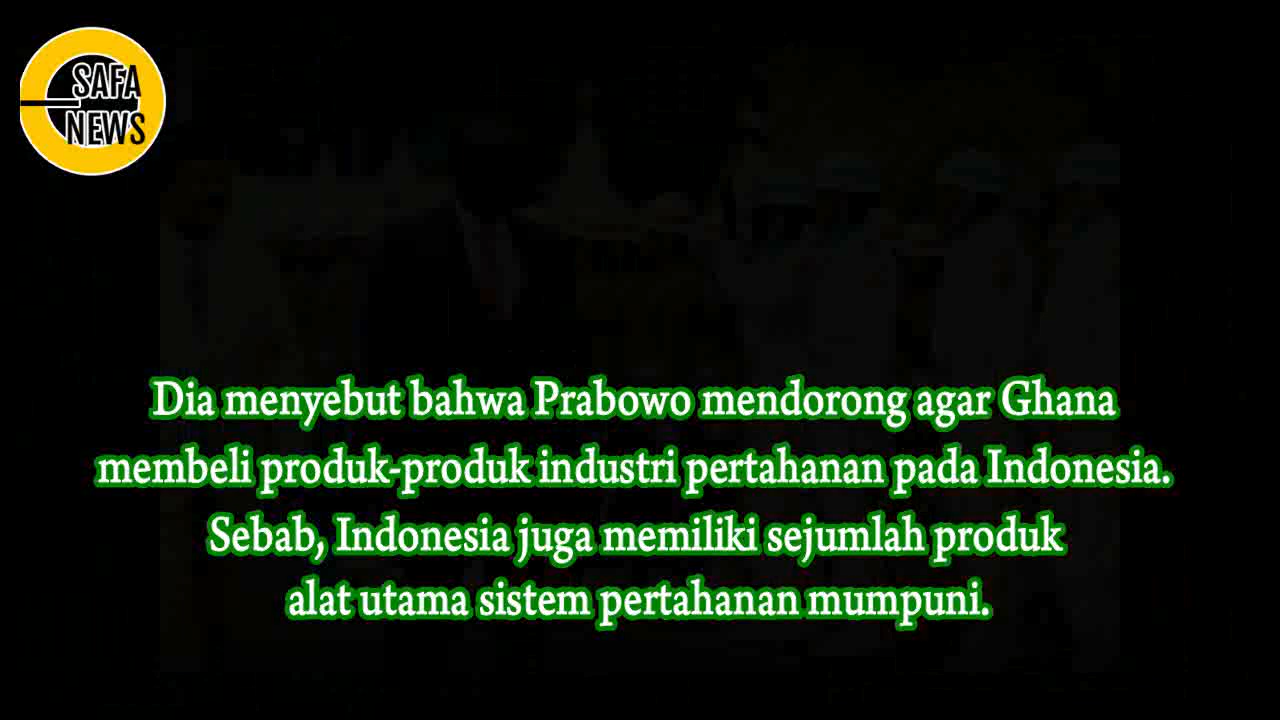 SAFA
NEWS
Dia menyebut bahwa Prabowo mendorong agar Ghana
membeli produk-produk industri pertahanan pada Indonesia.
Sebab, Indonesia juga memiliki sejumlah produk
alat utama sistem pertahanan mumpuni.